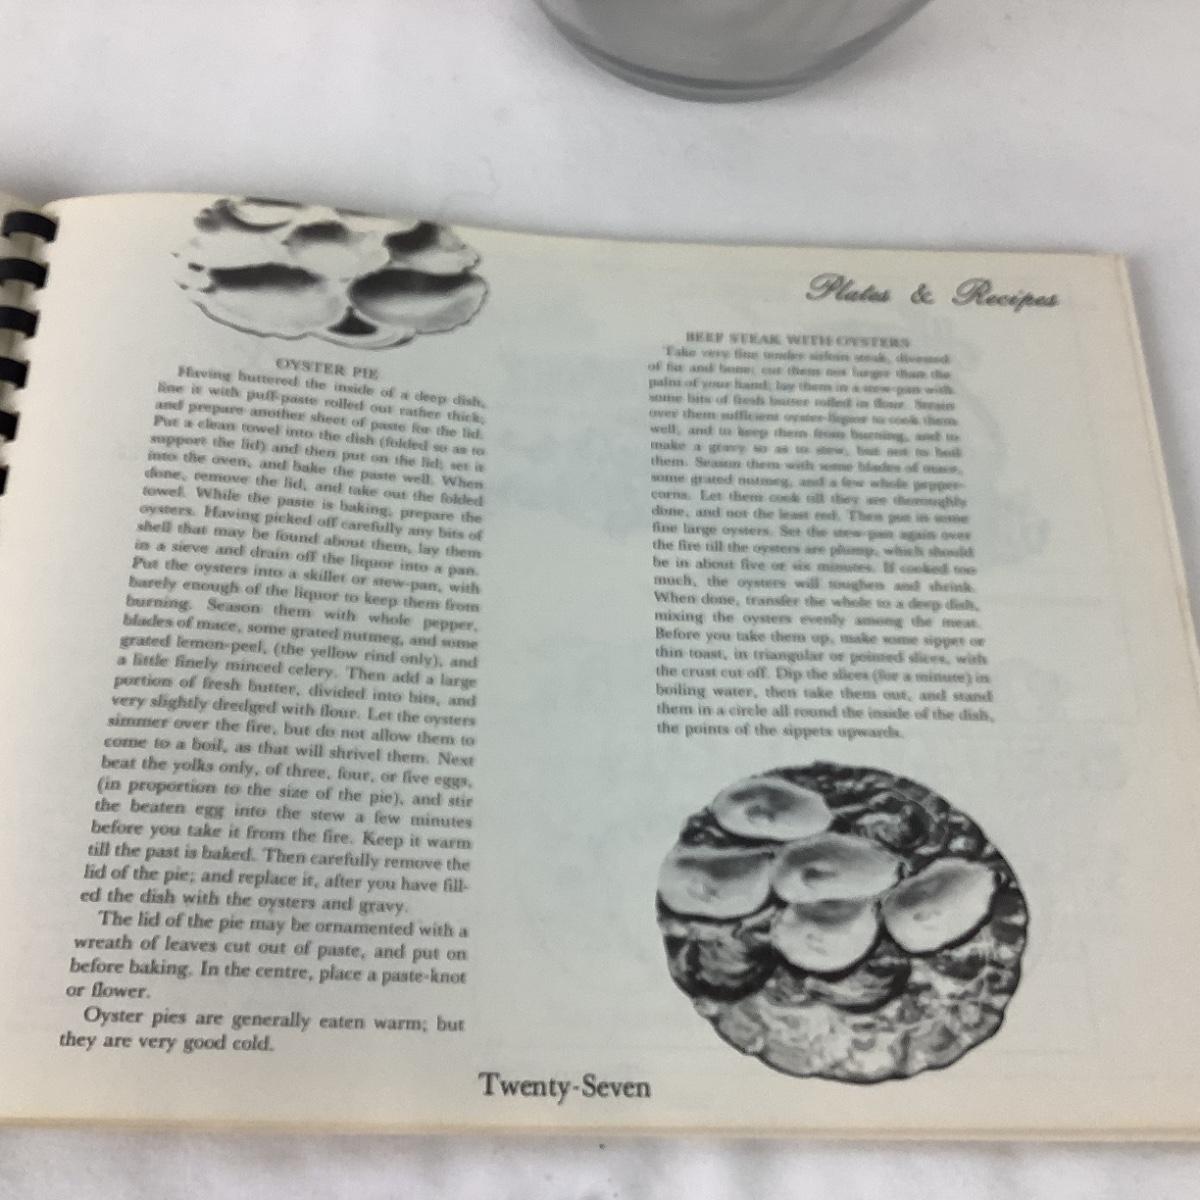 Plates & Recipes
OYSTER PIE
Having buttered the inside of a deep dish,
line it with puff-paste rolled out rather thick;
and prepare another sheet of paste for the lid.
Put a clean towel into the dish (folded so as to
support the lid) and then put on the lid; set it
into the oven, and bake the paste well. When
done, remove the lid, and take out the folded
towel. While the paste is baking, prepare the
oysters. Having picked off carefully any bits of
shell that may be found about them, lay them
in a sieve and drain off the liquor into a pan.
Put the oysters into a skillet or stew-pan, with
barely enough of the liquor to keep them from
burning. Season them with whole pepper,
blades of mace, some grated nutmeg, and some
grated lemon-peel, (the yellow rind only), and
a little finely minced celery. Then add a large
portion of fresh butter, divided into bits, and
very slightly dredged with flour. Let the oysters
simmer over the fire, but do not allow them to
come to a boil, as that will shrivel them. Next
beat the yolks only, of three, four, or five eggs,
(in proportion to the size of the pie), and stir
the beaten egg into the stew a few minutes
before you take it from the fire. Keep it warm
till the past is baked. Then carefully remove the
lid of the pie; and replace it, after you have fill-
ed the dish with the oysters and gravy.
The lid of the pie may be ornamented with a
wreath of leaves cut out of paste, and put on
before baking. In the centre, place a paste-knot
or flower.
Oyster pies are generally eaten warm; but
they are very good cold.
BEEF STEAK WITH OYSTERS
Take very fine tender sirloin steak, divested
of fat and bone; cut them not larger than the
palm of your hand; lay them in a stew-pan with
some bits of fresh butter rolled in flour. Strain
over them sufficient oyster-liquor to cook them
well, and to keep them from burning, and to
make a gravy so as to stew, but not to boil
them. Season them with some blades of mace,
some grated nutmeg, and a few whole pepper-
corns. Let them cook till they are thoroughly
done, and not the least red. Then put in some
fine large oysters. Set the stew-pan again over
the fire till the oysters are plump, which should
be in about five or six minutes. If cooked too
much, the oysters will toughen and shrink.
When done, transfer the whole to a deep dish,
mixing the oysters evenly among the meat.
Before you take them up, make some sippet or
thin toast, in triangular or pointed slices, with
the crust cut off. Dip the slices (for a minute) in
boiling water, then take them out, and stand
them in a circle all round the inside of the dish,
the points of the sippets upwards.
Twenty-Seven